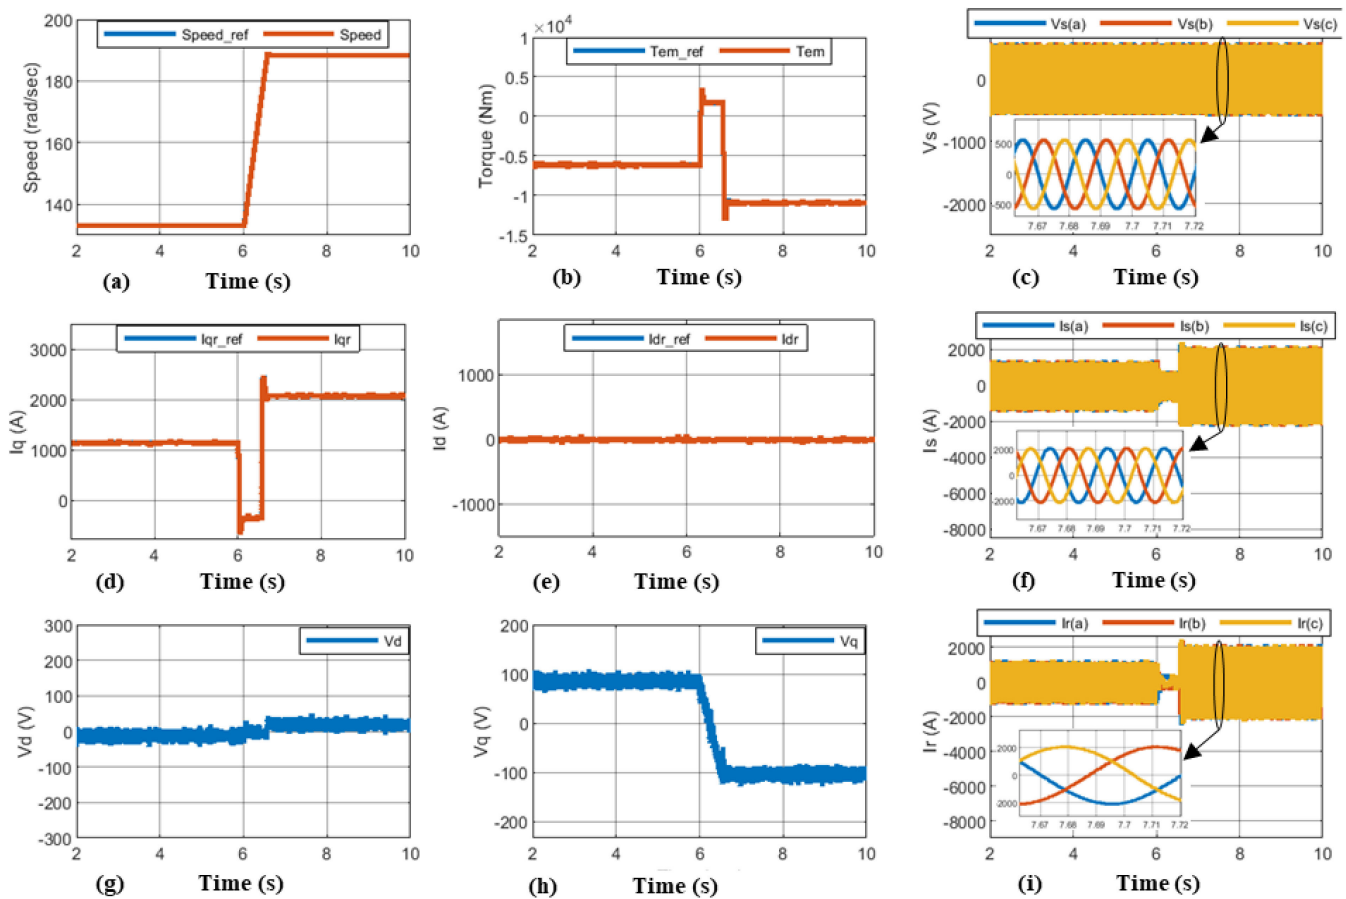 200
180
160
140
2
4
6
8
10
Speed (rad/sec)
Speed_ref
Speed
(a)
Time (s)
×10⁴
1
0.5
0
-0.5
-1
-1.5
2
4
6
8
10
Torque (Nm)
Tem_ref
Tem
(b)
Time (s)
Vs(a)
Vs(b)
Vs(c)
0
-1000
-2000
Vs (V)
500
0
-500
7.67
7.68
7.69
7.7
7.71
7.72
2
4
6
8
10
(c)
Time (s)
3000
2000
1000
0
2
4
6
8
10
Iq (A)
Iqr_ref
Iqr
(d)
Time (s)
1000
0
-1000
2
4
6
8
10
Id (A)
Idr_ref
Idr
(e)
Time (s)
Is(a)
Is(b)
Is(c)
2000
0
-2000
-4000
-6000
-8000
Is (A)
2000
0
-2000
7.67
7.68
7.69
7.7
7.71
7.72
2
4
6
8
10
(f)
Time (s)
300
200
100
0
-100
-200
-300
2
4
6
8
10
Vd (V)
Vd
(g)
Time (s)
200
100
0
-100
-200
2
4
6
8
10
Vq (V)
Vq
(h)
Time (s)
Ir(a)
Ir(b)
Ir(c)
2000
0
-2000
-4000
-6000
-8000
Ir (A)
2000
0
-2000
7.67
7.68
7.69
7.7
7.71
7.72
2
4
6
8
10
(i)
Time (s)